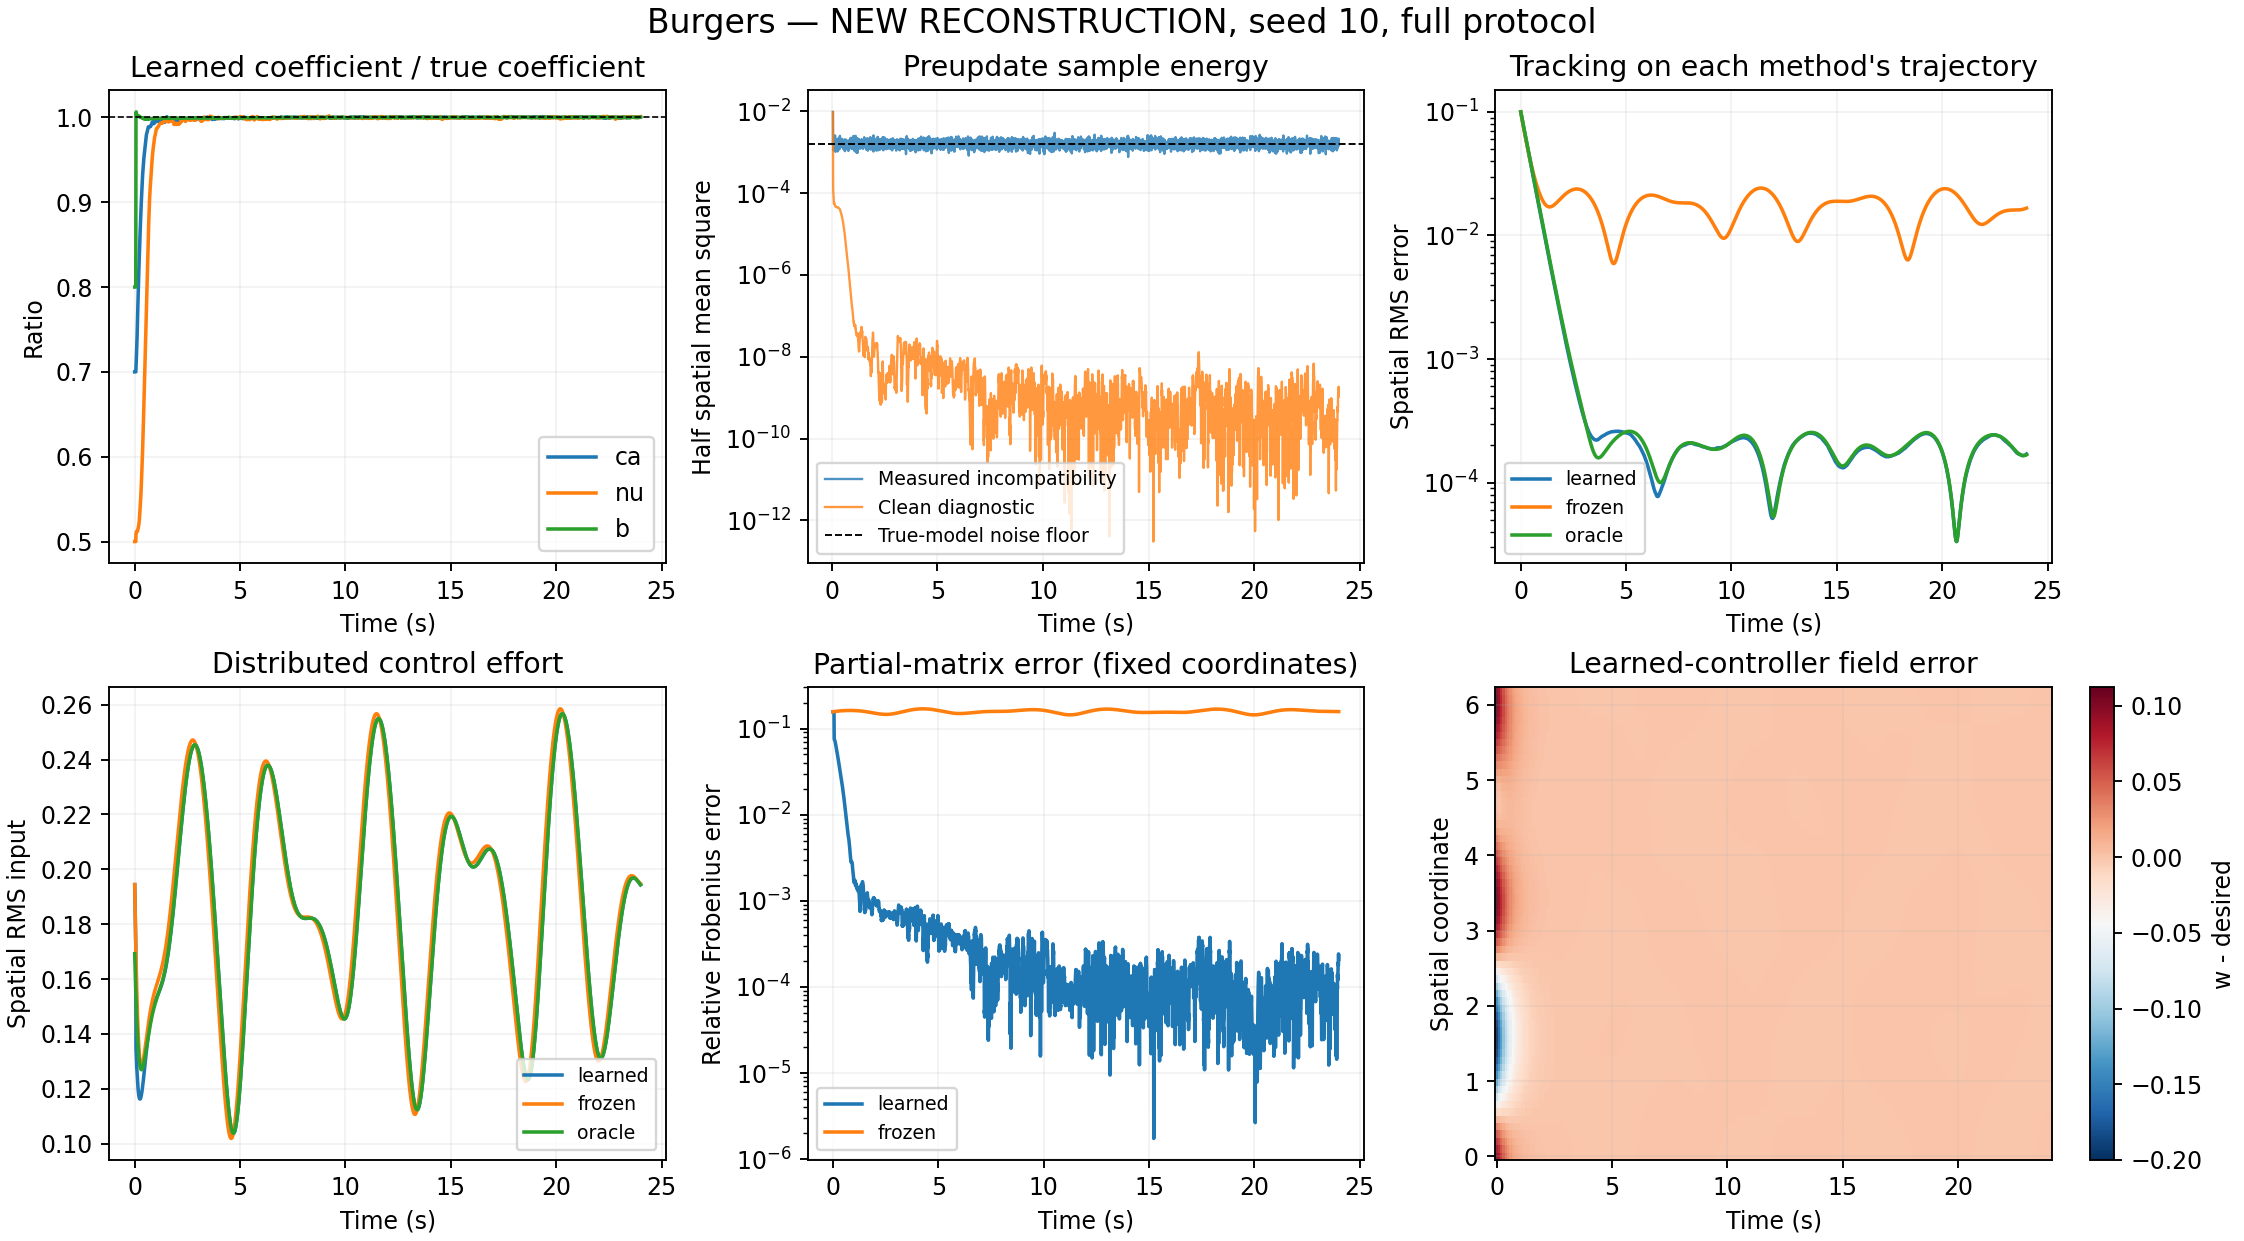 Burgers — NEW RECONSTRUCTION, seed 10, full protocol
Learned coefficient / true coefficient
Ratio
1.0
0.9
0.8
0.7
0.6
0.5
ca
nu
b
0 5 10 15 20 25
Time (s)
Preupdate sample energy
Half spatial mean square
10⁻²
10⁻⁴
10⁻⁶
10⁻⁸
10⁻¹⁰
10⁻¹²
Measured incompatibility
Clean diagnostic
True-model noise floor
0 5 10 15 20 25
Time (s)
Tracking on each method's trajectory
Spatial RMS error
10⁻¹
10⁻²
10⁻³
10⁻⁴
learned
frozen
oracle
0 5 10 15 20 25
Time (s)
Distributed control effort
Spatial RMS input
0.26
0.24
0.22
0.20
0.18
0.16
0.14
0.12
0.10
learned
frozen
oracle
0 5 10 15 20 25
Time (s)
Partial-matrix error (fixed coordinates)
Relative Frobenius error
10⁻¹
10⁻²
10⁻³
10⁻⁴
10⁻⁵
10⁻⁶
learned
frozen
0 5 10 15 20 25
Time (s)
Learned-controller field error
Spatial coordinate
6
5
4
3
2
1
0
0 5 10 15 20
Time (s)
0.10
0.05
0.00
−0.05
−0.10
−0.15
−0.20
w - desired